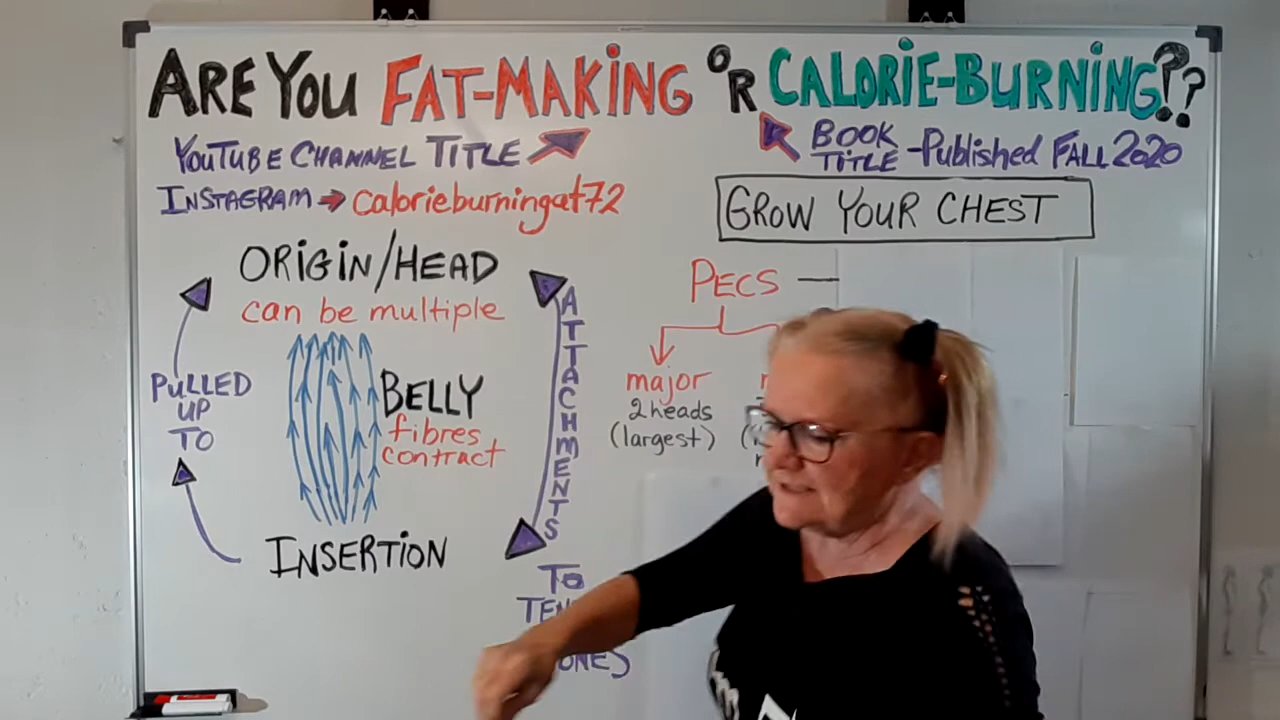 ARE YOU FAT-MAKING OR CALORIE-BURNING??
YOUTUBE CHANNEL TITLE
BOOK
TITLE -Published FALL 2020
INSTAGRAM → calorieburningat72
GROW YOUR CHEST
ORIGIN/HEAD
can be multiple
PULLED
UP
TO
BELLY
fibres
contract
INSERTION
ATTACHMENTS
TO
PECS —
major
2 heads
(largest)